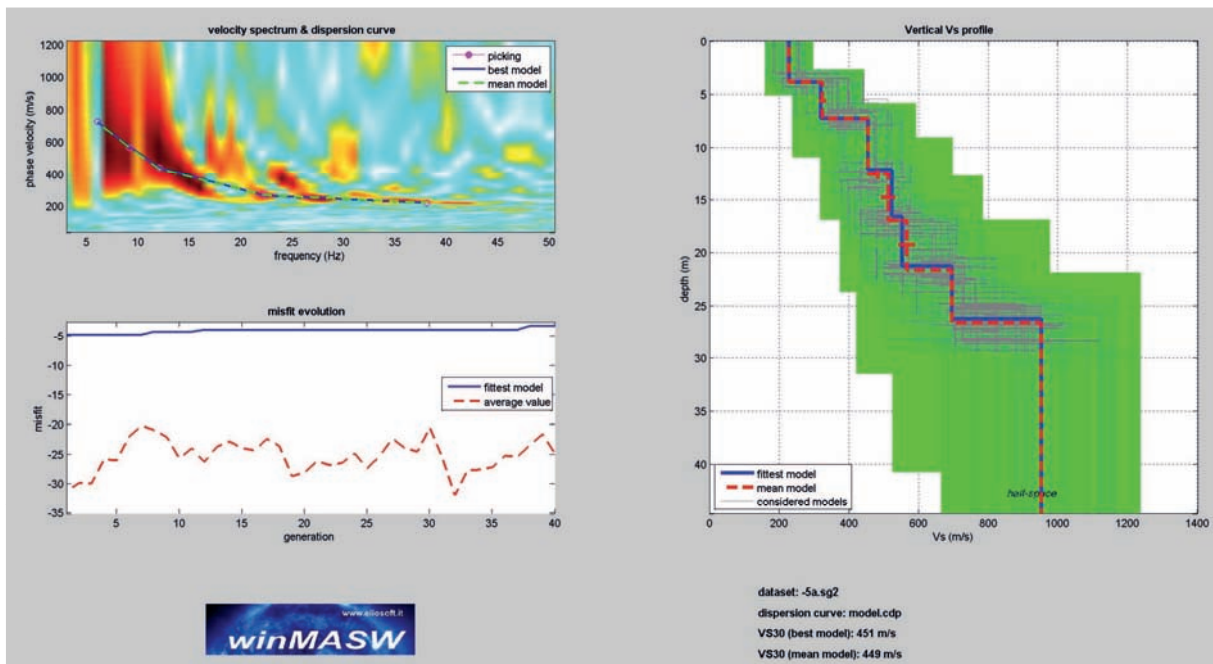 velocity spectrum & dispersion curve
1200
1000
800
600
400
200
phase velocity (m/s)
picking
best model
mean model
5 10 15 20 25 30 35 40 45 50
frequency (Hz)
misfit evolution
-5
-10
-15
-20
-25
-30
-35
misfit
fittest model
average value
5 10 15 20 25 30 35 40
generation
www.eliosoft.it
winMASW
Vertical Vs profile
0
5
10
15
20
25
30
35
40
depth (m)
fittest model
mean model
considered models
half-space
0 200 400 600 800 1000 1200 1400
Vs (m/s)
dataset: -5a.sg2
dispersion curve: model.cdp
VS30 (best model): 451 m/s
VS30 (mean model): 449 m/s